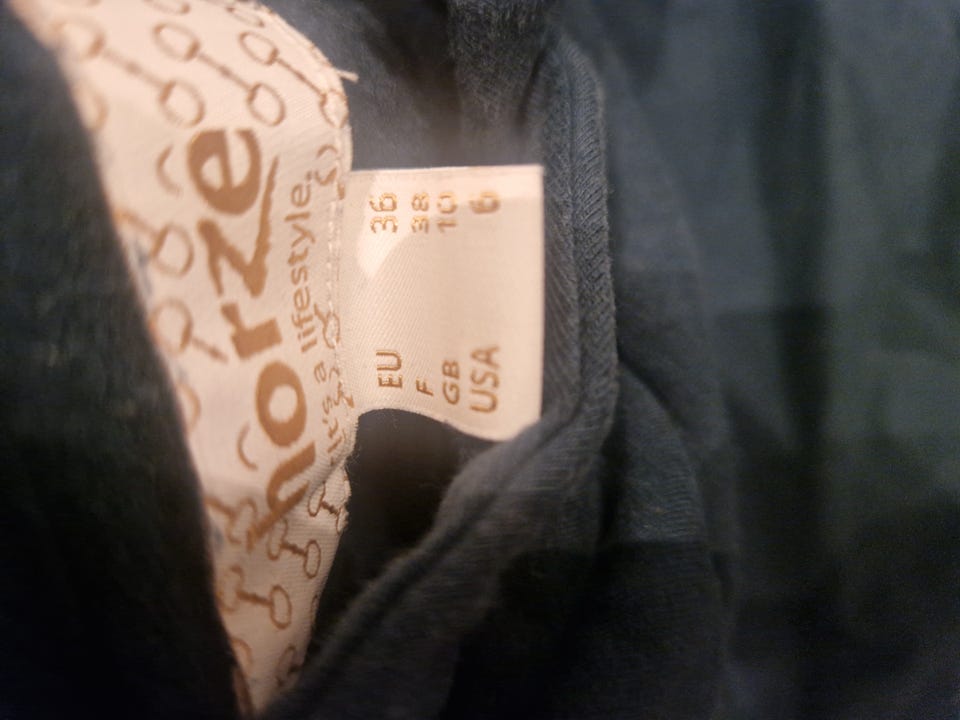 horze
It's a lifestyle.
EU 36
F 38
GB 10
USA 6